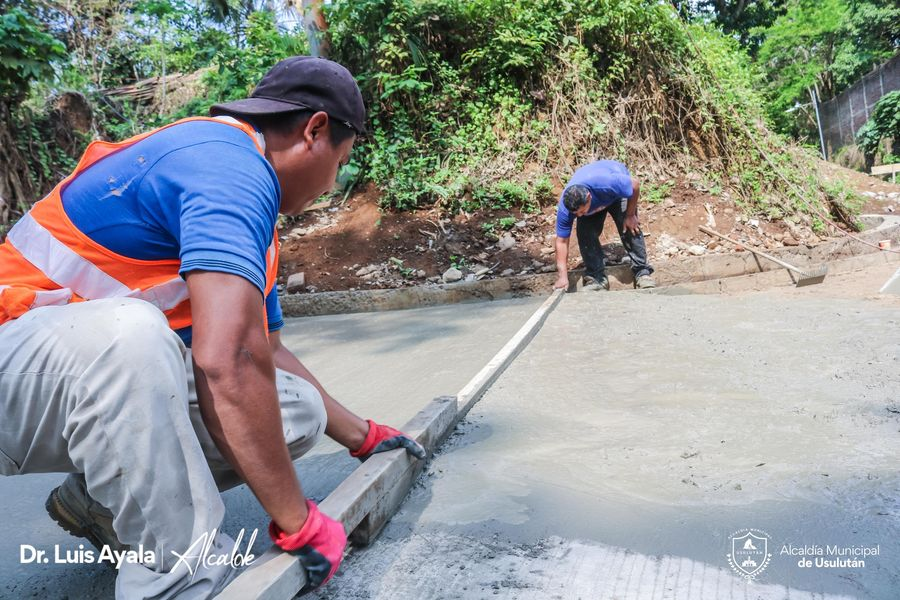 Dr. Luis Ayala | Alcalde
Alcaldía Municipal
de Usulután